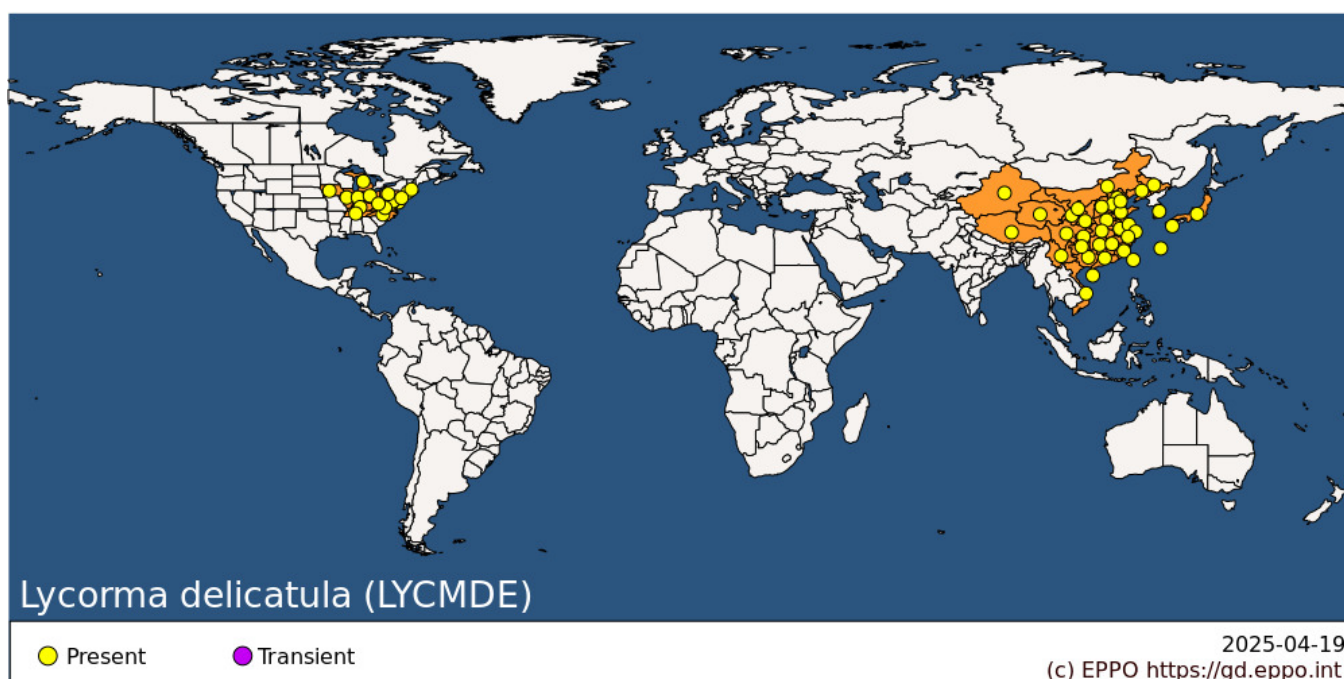 Lycorma delicatula (LYCMDE)
Present
Transient
2025-04-19
(c) EPPO https://gd.eppo.int